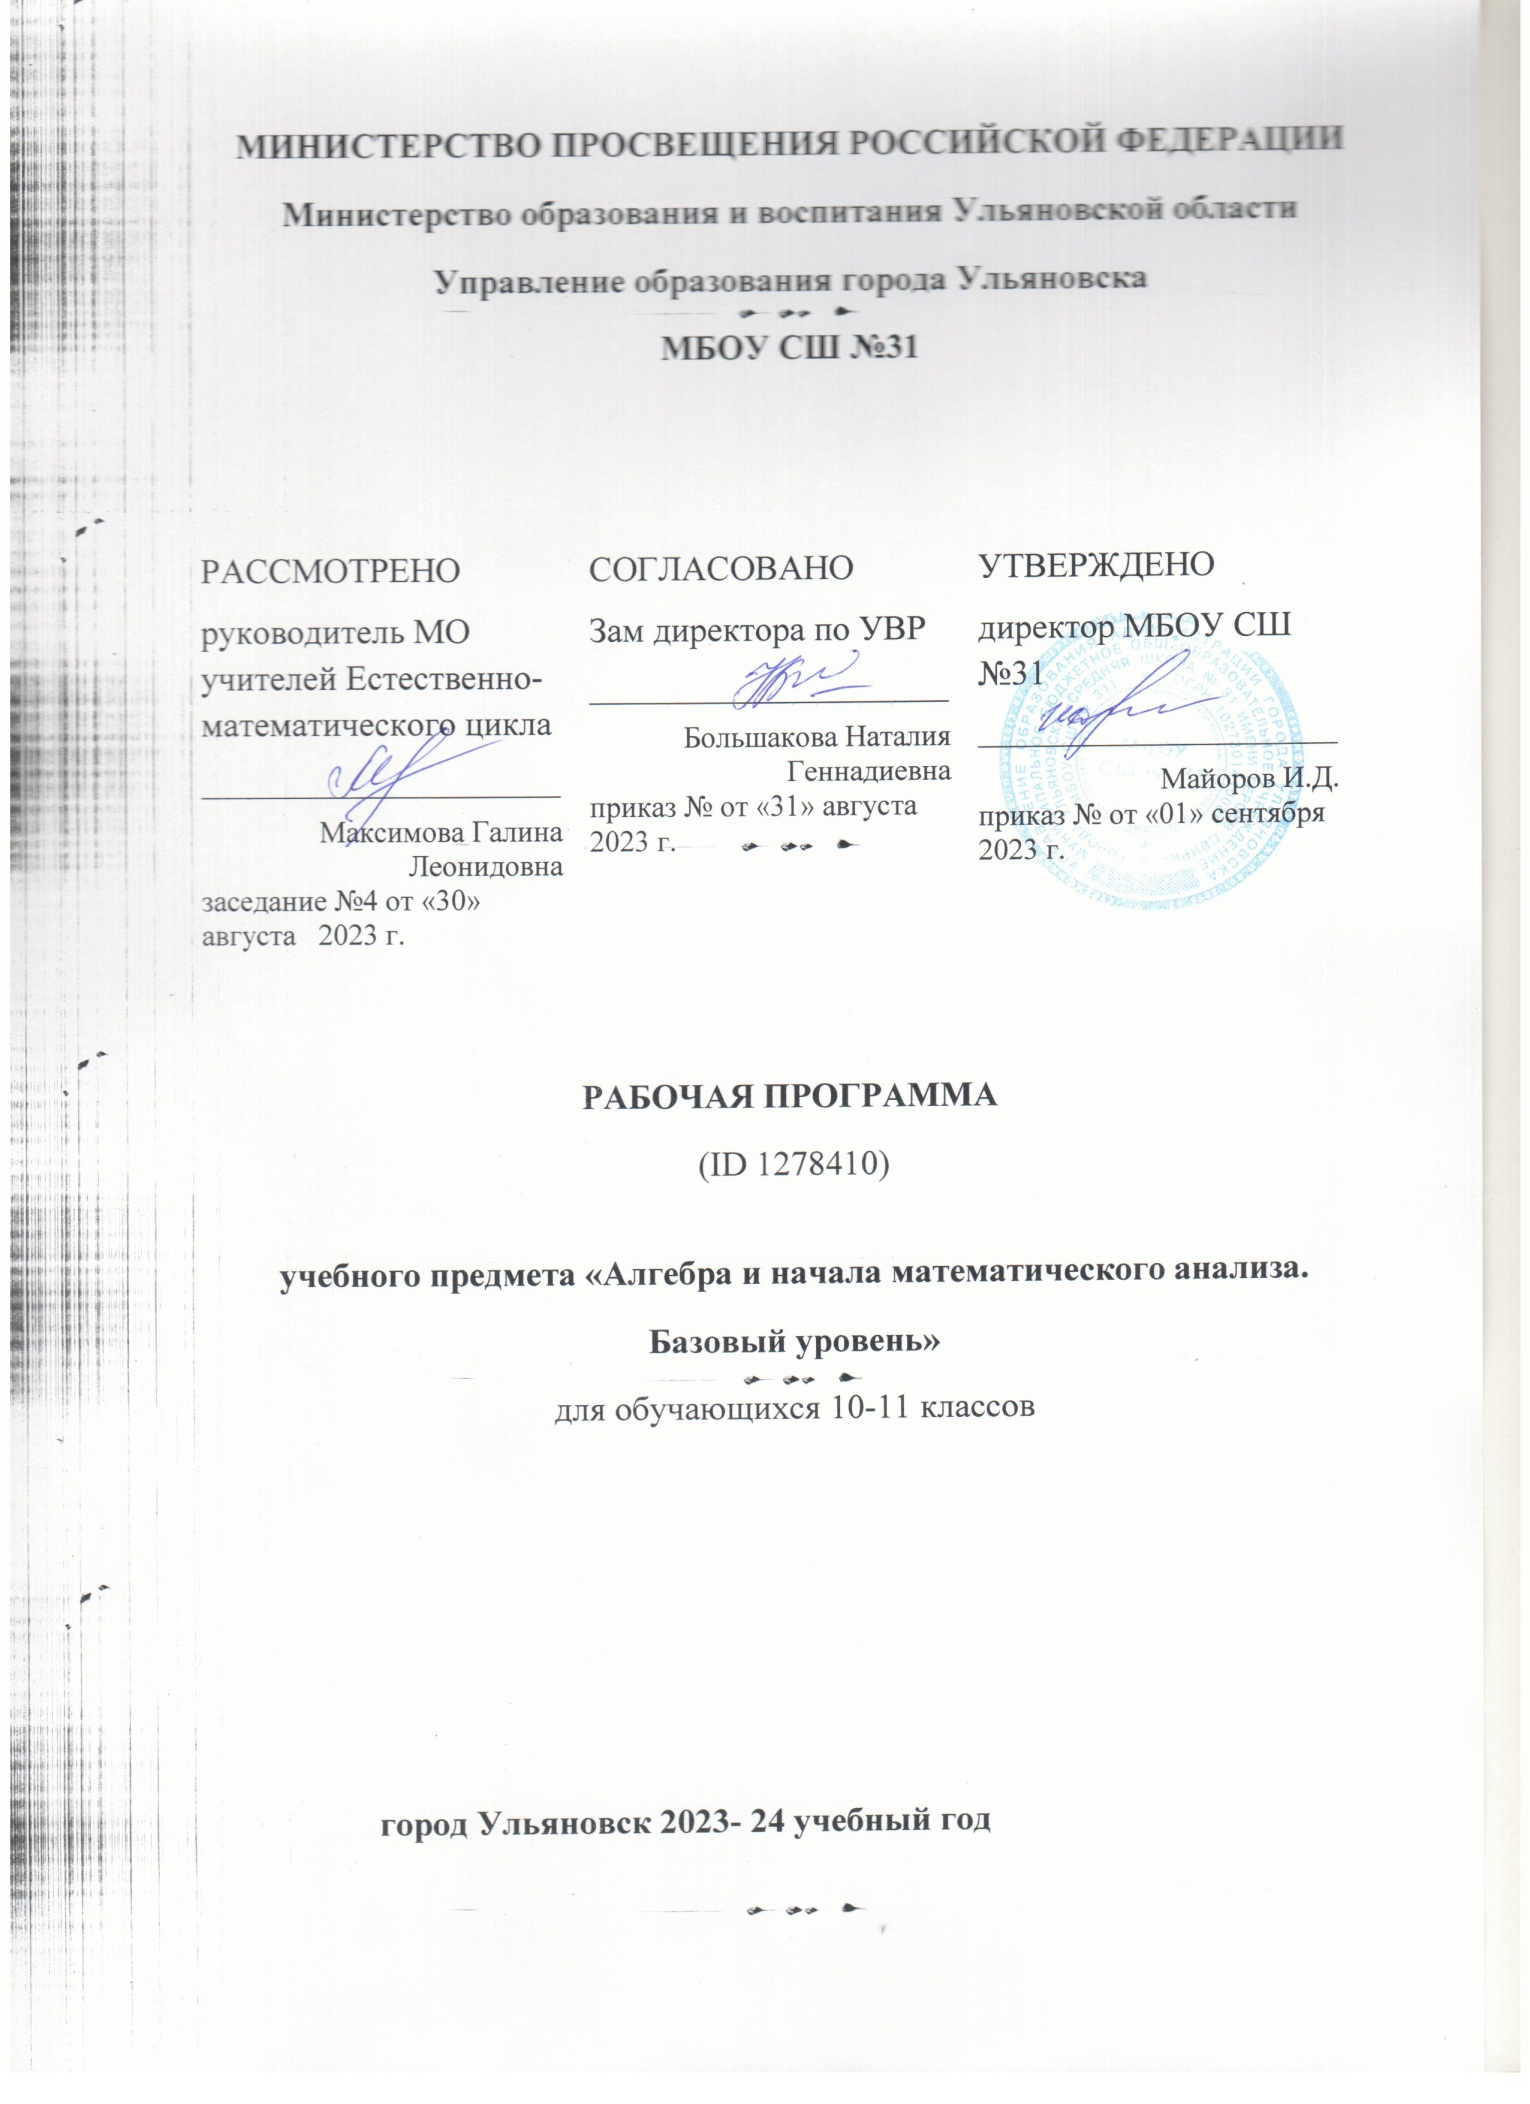 МИНИСТЕРСТВО ПРОСВЕЩЕНИЯ РОССИЙСКОЙ ФЕДЕРАЦИИ
Министерство образования и воспитания Ульяновской области
Управление образования города Ульяновска
МБОУ СШ №31
РАССМОТРЕНО
руководитель МО
учителей Естественно-
математического цикла
Максимова Галина
Леонидовна
заседание №4 от «30»
августа 2023 г.
СОГЛАСОВАНО
Зам директора по УВР
Большакова Наталия
Геннадиевна
приказ № от «31» августа
2023 г.
УТВЕРЖДЕНО
директор МБОУ СШ
№31
Майоров И.Д.
приказ № от «01» сентября
2023 г.
РАБОЧАЯ ПРОГРАММА
(ID 1278410)
учебного предмета «Алгебра и начала математического анализа.
Базовый уровень»
для обучающихся 10-11 классов
город Ульяновск 2023- 24 учебный год